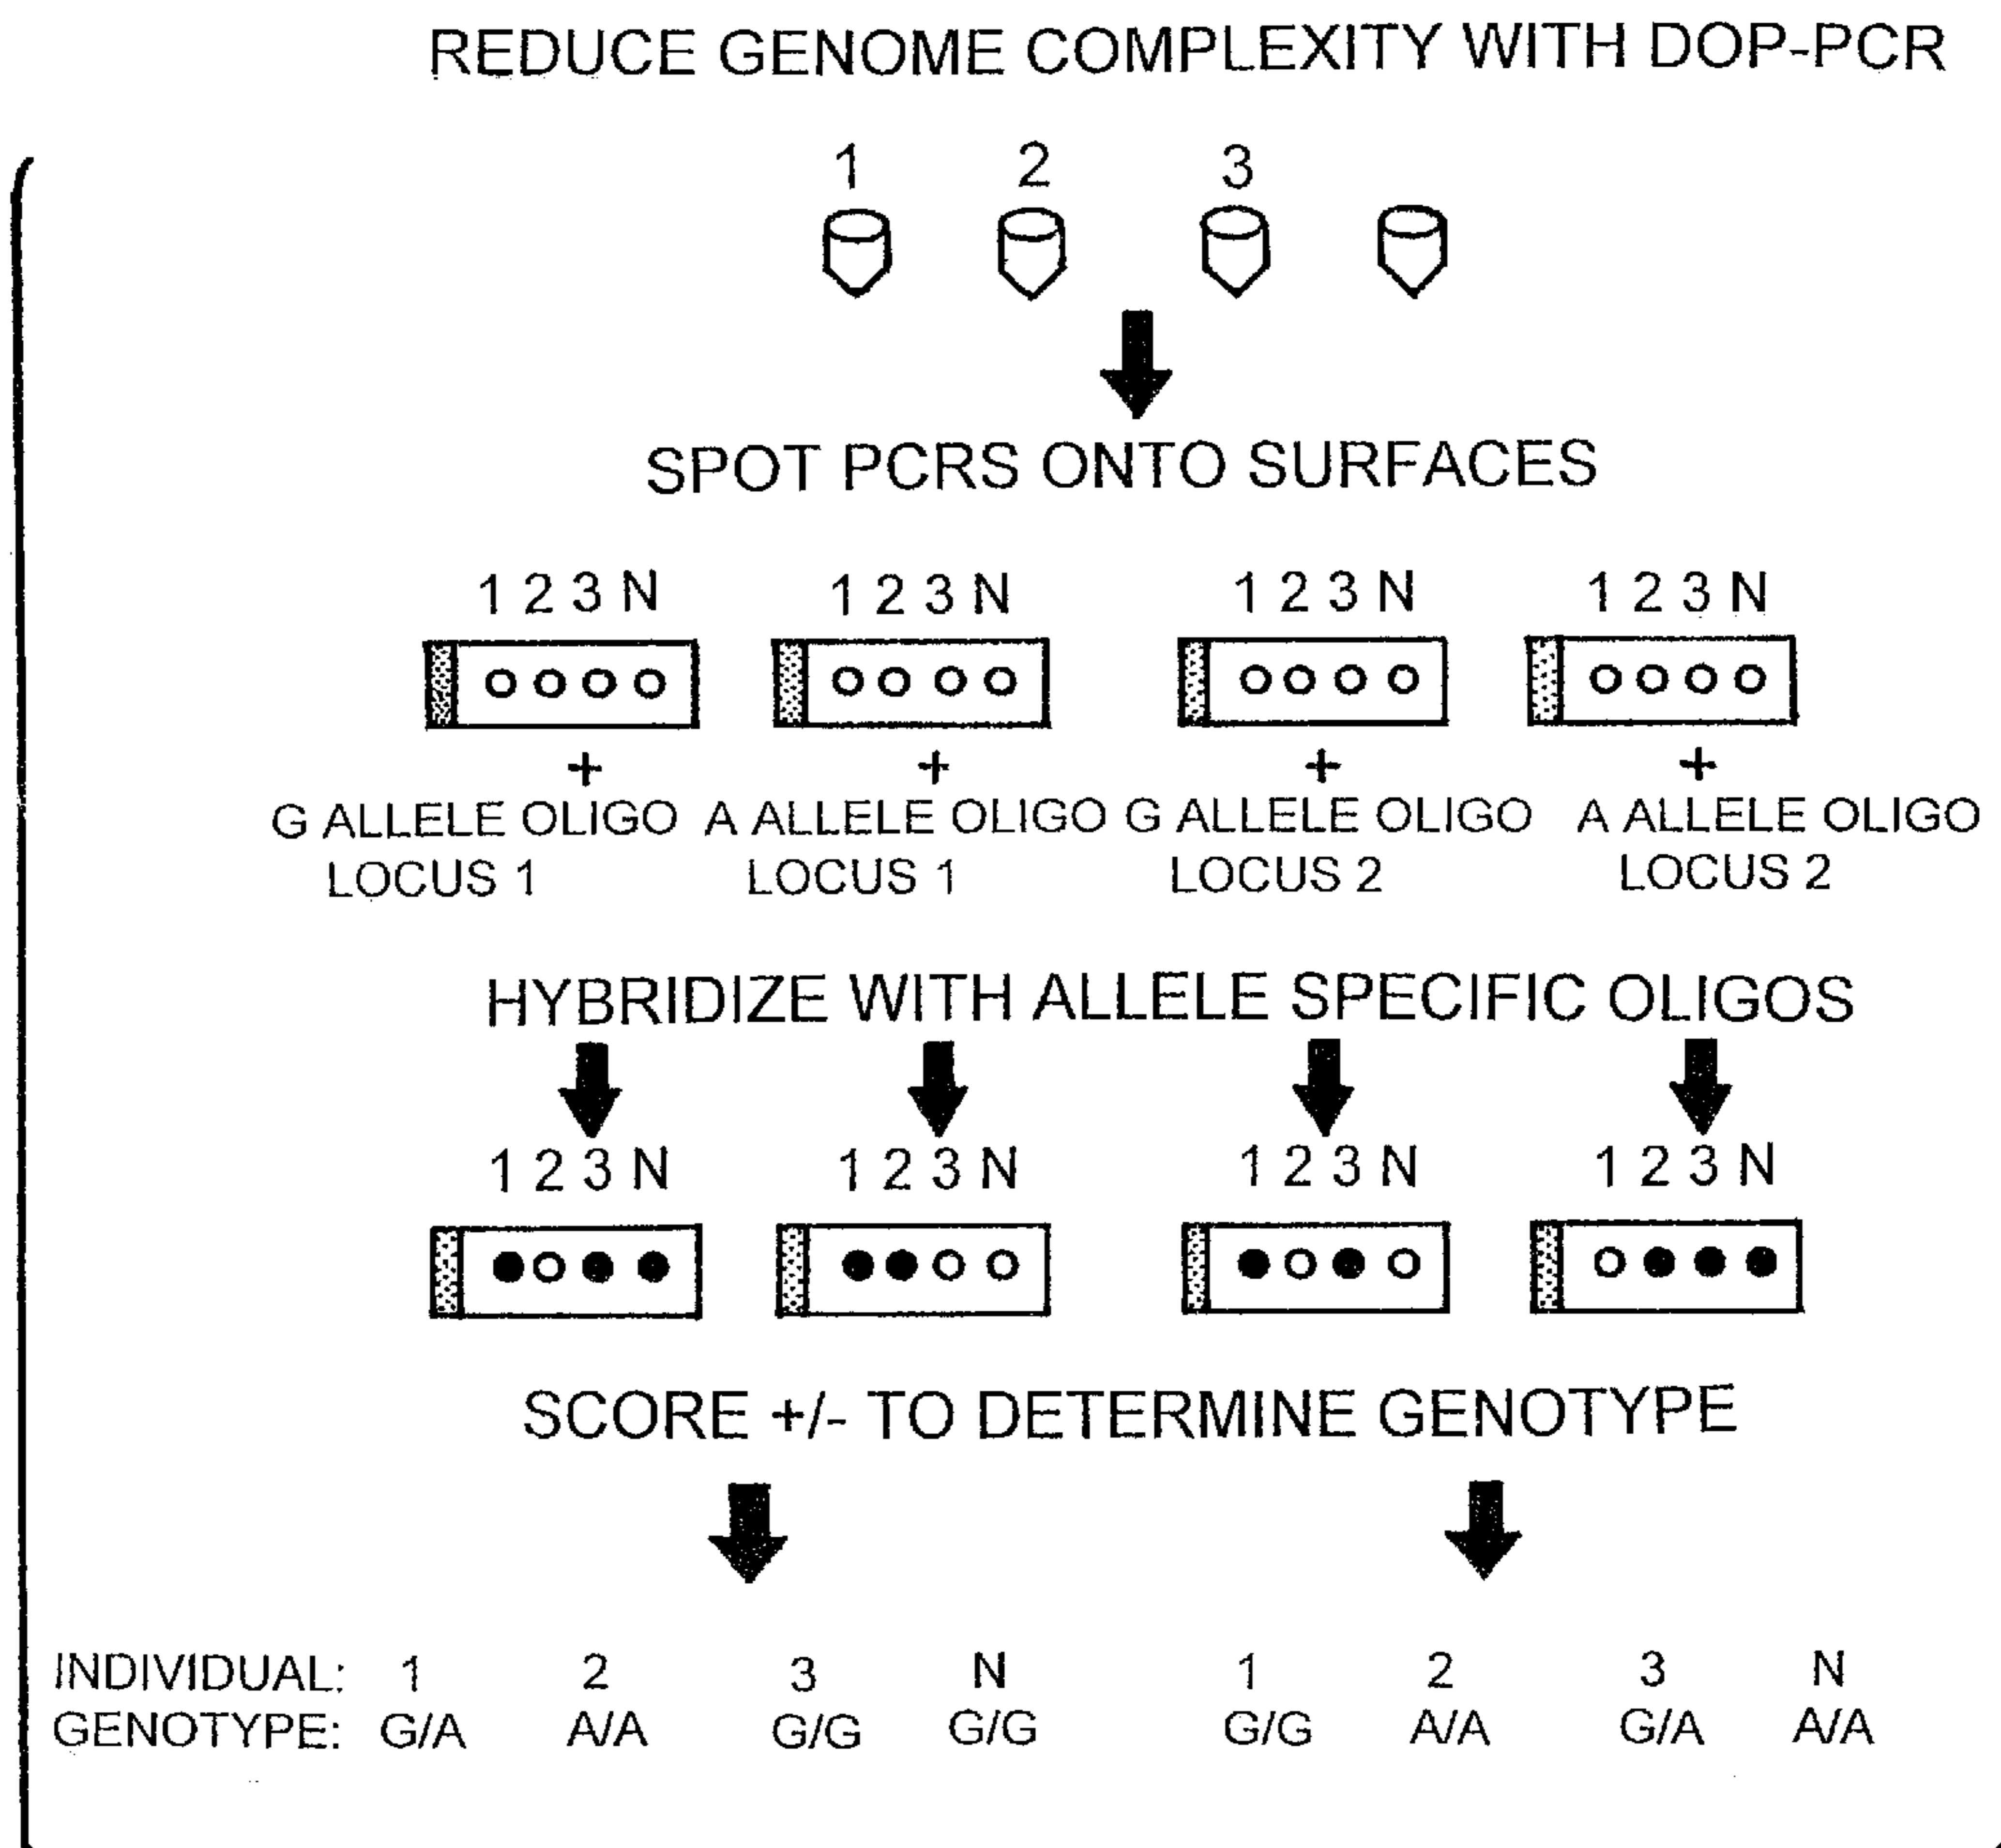 REDUCE GENOME COMPLEXITY WITH DOP-PCR
1 2 3
SPOT PCRS ONTO SURFACES
1 2 3 N 1 2 3 N 1 2 3 N 1 2 3 N
+ + + +
G ALLELE OLIGO A ALLELE OLIGO G ALLELE OLIGO A ALLELE OLIGO
LOCUS 1 LOCUS 1 LOCUS 2 LOCUS 2
HYBRIDIZE WITH ALLELE SPECIFIC OLIGOS
1 2 3 N 1 2 3 N 1 2 3 N 1 2 3 N
SCORE +/- TO DETERMINE GENOTYPE
INDIVIDUAL: 1 2 3 N 1 2 3 N
GENOTYPE: G/A A/A G/G G/G G/G A/A G/A A/A